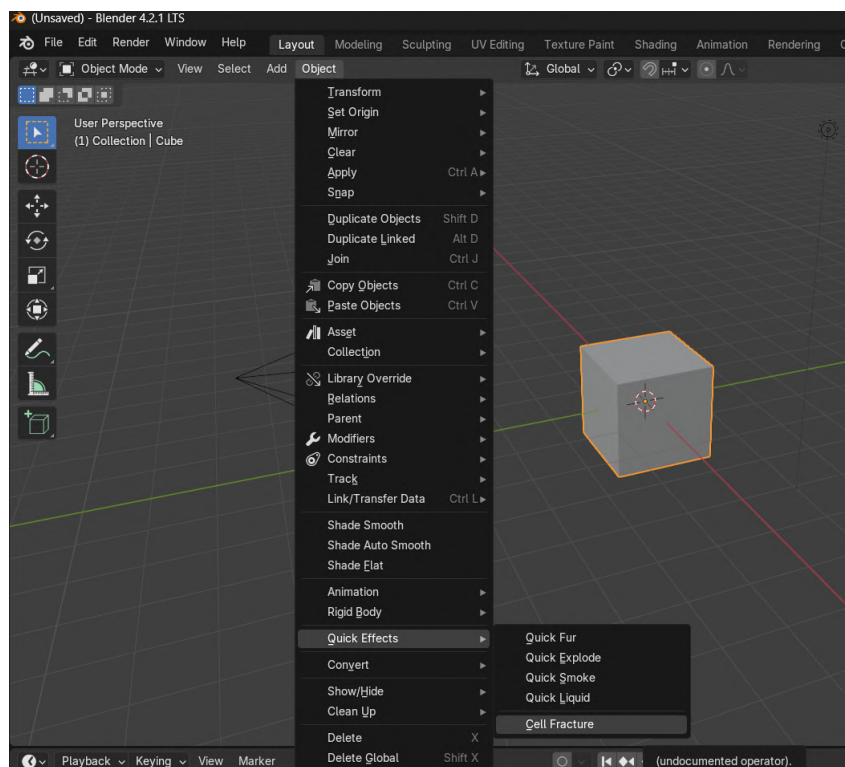 (Unsaved) - Blender 4.2.1 LTS
File Edit Render Window Help Layout Modeling Sculpting UV Editing Texture Paint Shading Animation Rendering
Object Mode View Select Add Object Global
User Perspective
(1) Collection | Cube
Transform
Set Origin
Mirror
Clear
Apply Ctrl A
Snap
Duplicate Objects Shift D
Duplicate Linked Alt D
Join Ctrl J
Copy Objects Ctrl C
Paste Objects Ctrl V
Asset
Collection
Library Override
Relations
Parent
Modifiers
Constraints
Track
Link/Transfer Data Ctrl L
Shade Smooth
Shade Auto Smooth
Shade Flat
Animation
Rigid Body
Quick Effects
Convert
Show/Hide
Clean Up
Delete X
Delete Global Shift X
Quick Fur
Quick Explode
Quick Smoke
Quick Liquid
Cell Fracture
Playback Keying View Marker
(undocumented operator).